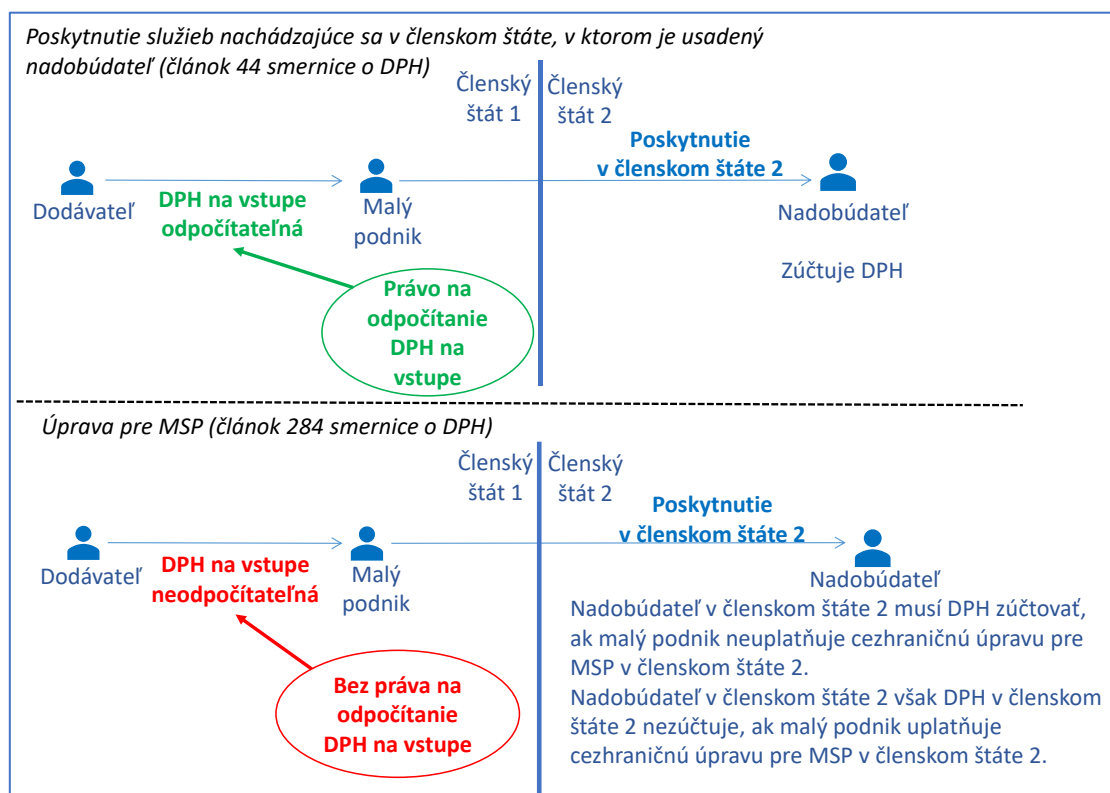 Poskytnutie služieb nachádzajúce sa v členskom štáte, v ktorom je usadený
nadobúdateľ (článok 44 smernice o DPH)
Členský
štát 1
Členský
štát 2
Poskytnutie
v členskom štáte 2
Dodávateľ
DPH na vstupe
odpočítateľná
Malý
podnik
Nadobúdateľ
Zúčtuje DPH
Právo na
odpočítanie
DPH na
vstupe
Úprava pre MSP (článok 284 smernice o DPH)
Členský
štát 1
Členský
štát 2
Poskytnutie
v členskom štáte 2
Dodávateľ
DPH na vstupe
neodpočítateľná
Malý
podnik
Nadobúdateľ
Nadobúdateľ v členskom štáte 2 musí DPH zúčtovať,
ak malý podnik neuplatňuje cezhraničnú úpravu pre
MSP v členskom štáte 2.
Nadobúdateľ v členskom štáte 2 však DPH v členskom
štáte 2 nezúčtuje, ak malý podnik uplatňuje
cezhraničnú úpravu pre MSP v členskom štáte 2.
Bez práva na
odpočítanie
DPH na vstupe